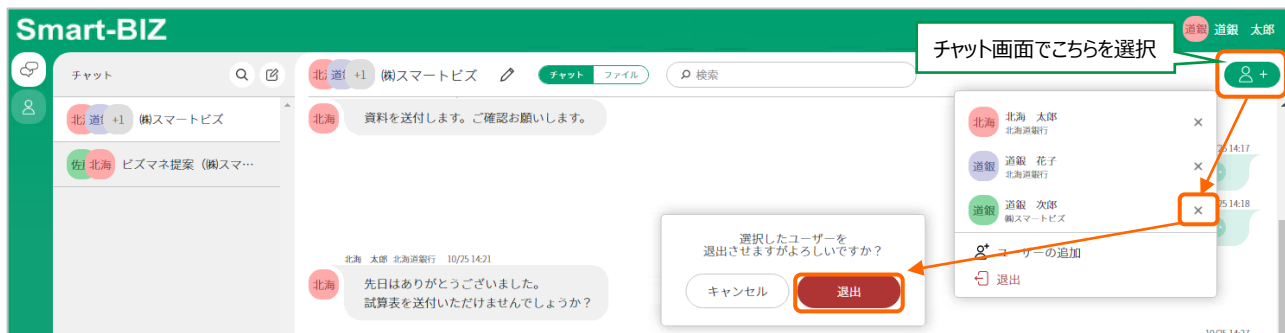 Smart-BIZ
道銀 道銀 太郎
チャット画面でこちらを選択
チャット
北海 道銀 +1 ㈱スマートビズ
チャット ファイル
検索
北海 道銀 +1 ㈱スマートビズ
北海 ビズマネ提案（㈱スマ…
北海 資料を送付します。ご確認お願いします。
北海 北海 太郎
北海道銀行
道銀 道銀 花子
北海道銀行
道銀 道銀 次郎
㈱スマートビズ
ユーザーの追加
退出
14:17
25 14:18
選択したユーザーを
退出させますがよろしいですか？
キャンセル 退出
北海 太郎 北海道銀行 10/25 14:21
北海 先日はありがとうございました。
試算表を送付いただけませんでしょうか？
10/25 14:27